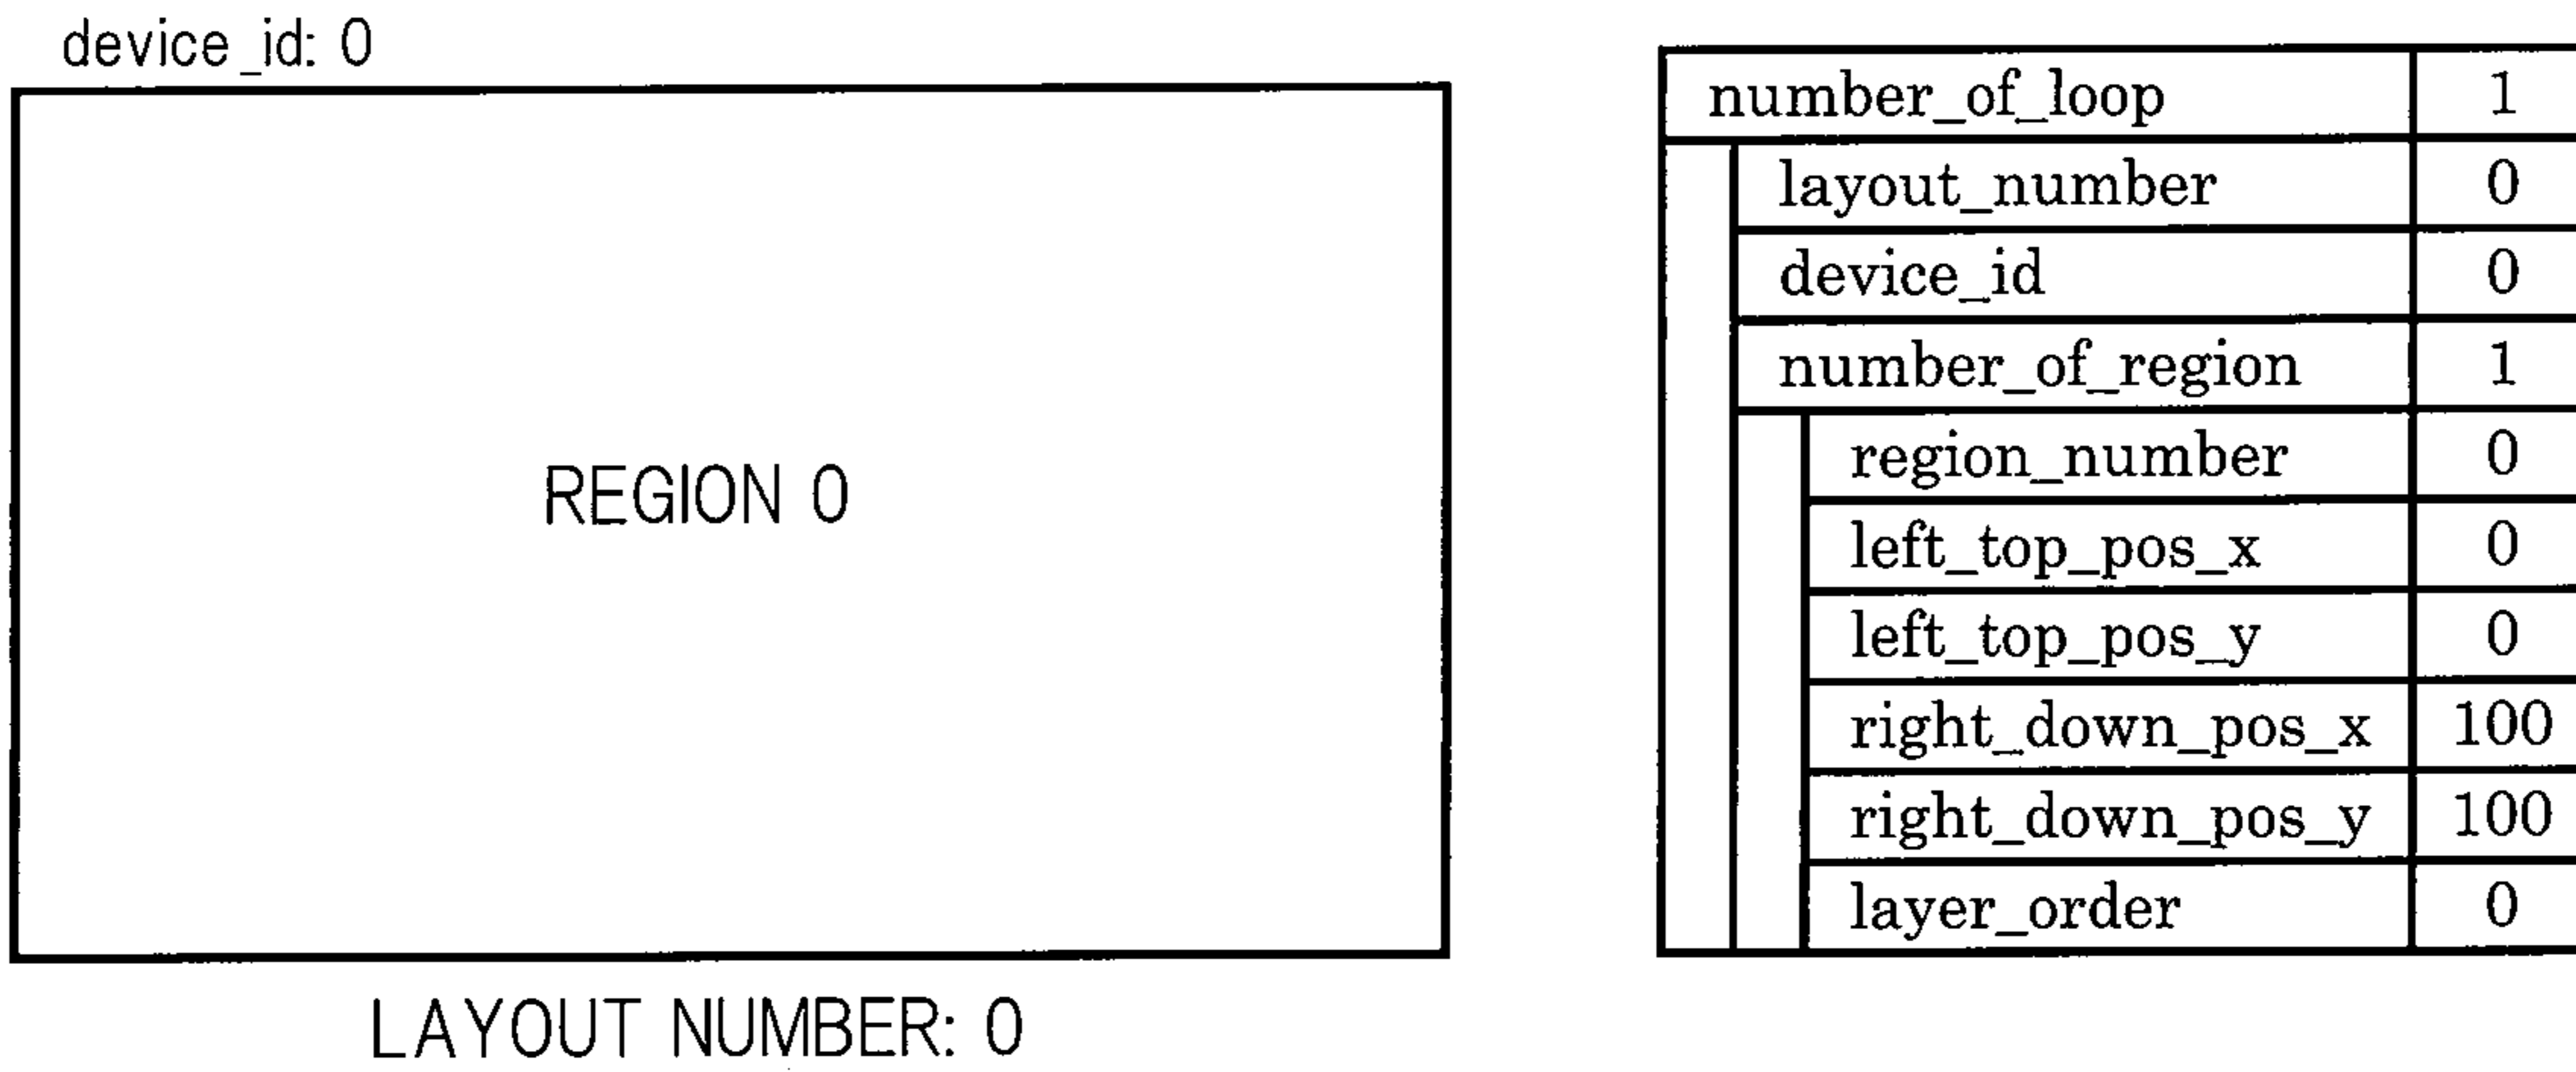 device_id: 0
REGION 0
LAYOUT NUMBER: 0
number_of_loop 1
layout_number 0
device_id 0
number_of_region 1
region_number 0
left_top_pos_x 0
left_top_pos_y 0
right_down_pos_x 100
right_down_pos_y 100
layer_order 0